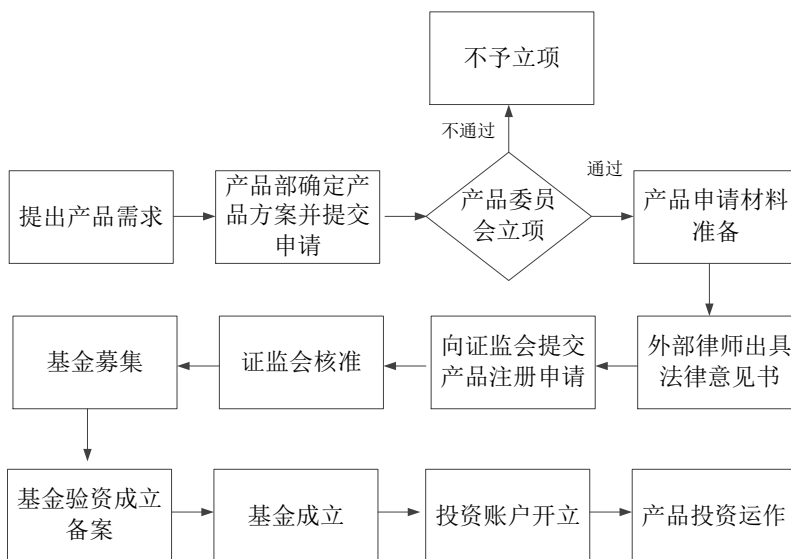 不予立项
不通过
通过
提出产品需求
产品部确定产
品方案并提交
申请
产品委员
会立项
产品申请材料
准备
基金募集
证监会核准
向证监会提交
产品注册申请
外部律师出具
法律意见书
基金验资成立
备案
基金成立
投资账户开立
产品投资运作